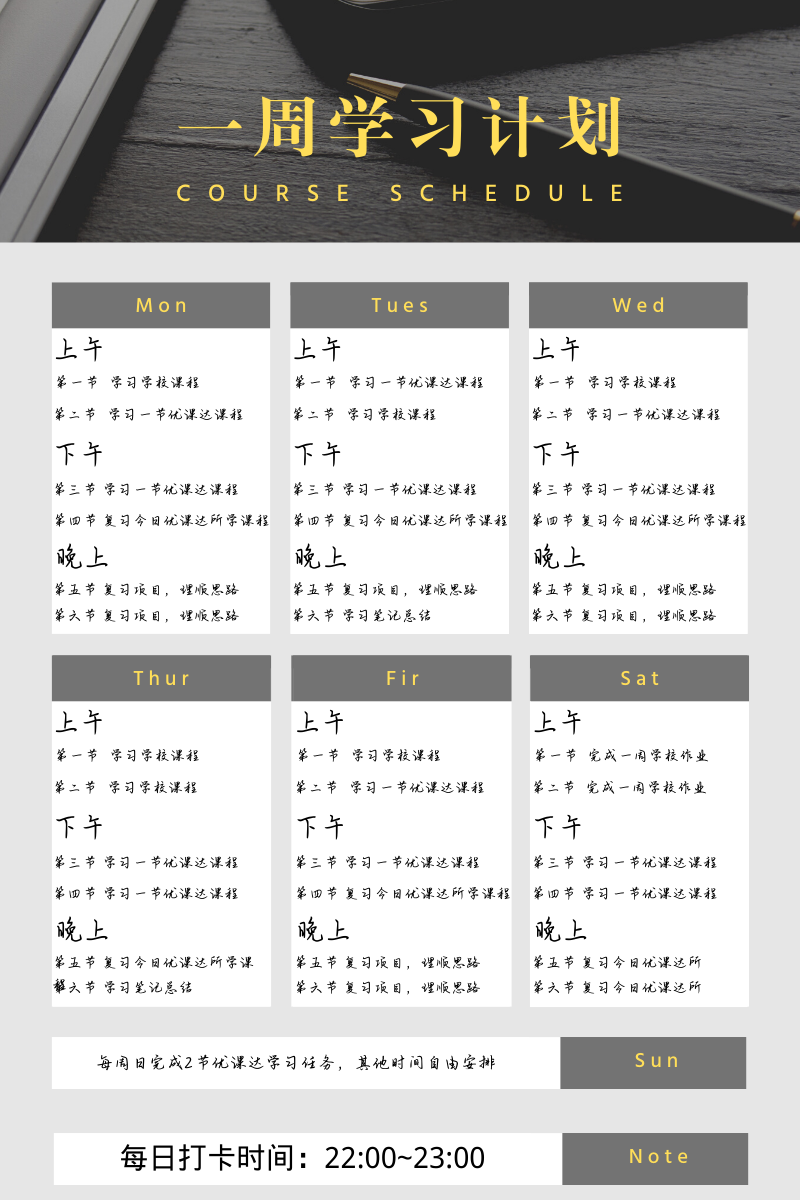 一周学习计划
COURSE SCHEDULE
Mon
上午
第一节 学习学校课程
第二节 学习一节优课达课程
下午
第三节 学习一节优课达课程
第四节 复习今日优课达所学课程
晚上
第五节 复习项目，理顺思路
第六节 复习项目，理顺思路
Tues
上午
第一节 学习一节优课达课程
第二节 学习学校课程
下午
第三节 学习一节优课达课程
第四节 复习今日优课达所学课程
晚上
第五节 复习项目，理顺思路
第六节 学习笔记总结
Wed
上午
第一节 学习学校课程
第二节 学习一节优课达课程
下午
第三节 学习一节优课达课程
第四节 复习今日优课达所学课程
晚上
第五节 复习项目，理顺思路
第六节 复习项目，理顺思路
Thur
上午
第一节 学习学校课程
第二节 学习学校课程
下午
第三节 学习一节优课达课程
第四节 学习一节优课达课程
晚上
第五节 复习今日优课达所学课
程
第六节 学习笔记总结
Fir
上午
第一节 学习学校课程
第二节 学习一节优课达课程
下午
第三节 学习一节优课达课程
第四节 复习今日优课达所学课程
晚上
第五节 复习项目，理顺思路
第六节 复习项目，理顺思路
Sat
上午
第一节 完成一周学校作业
第二节 完成一周学校作业
下午
第三节 学习一节优课达课程
第四节 学习一节优课达课程
晚上
第五节 复习今日优课达所
第六节 复习今日优课达所
每周日完成2节优课达学习任务，其他时间自由安排
Sun
每日打卡时间：22:00~23:00
Note